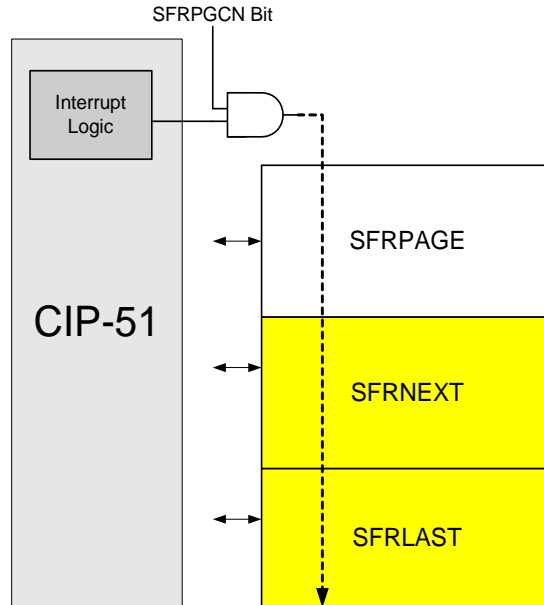 SFRPGCN Bit
Interrupt
Logic
SFRPAGE
CIP-51
SFRNEXT
SFRLAST